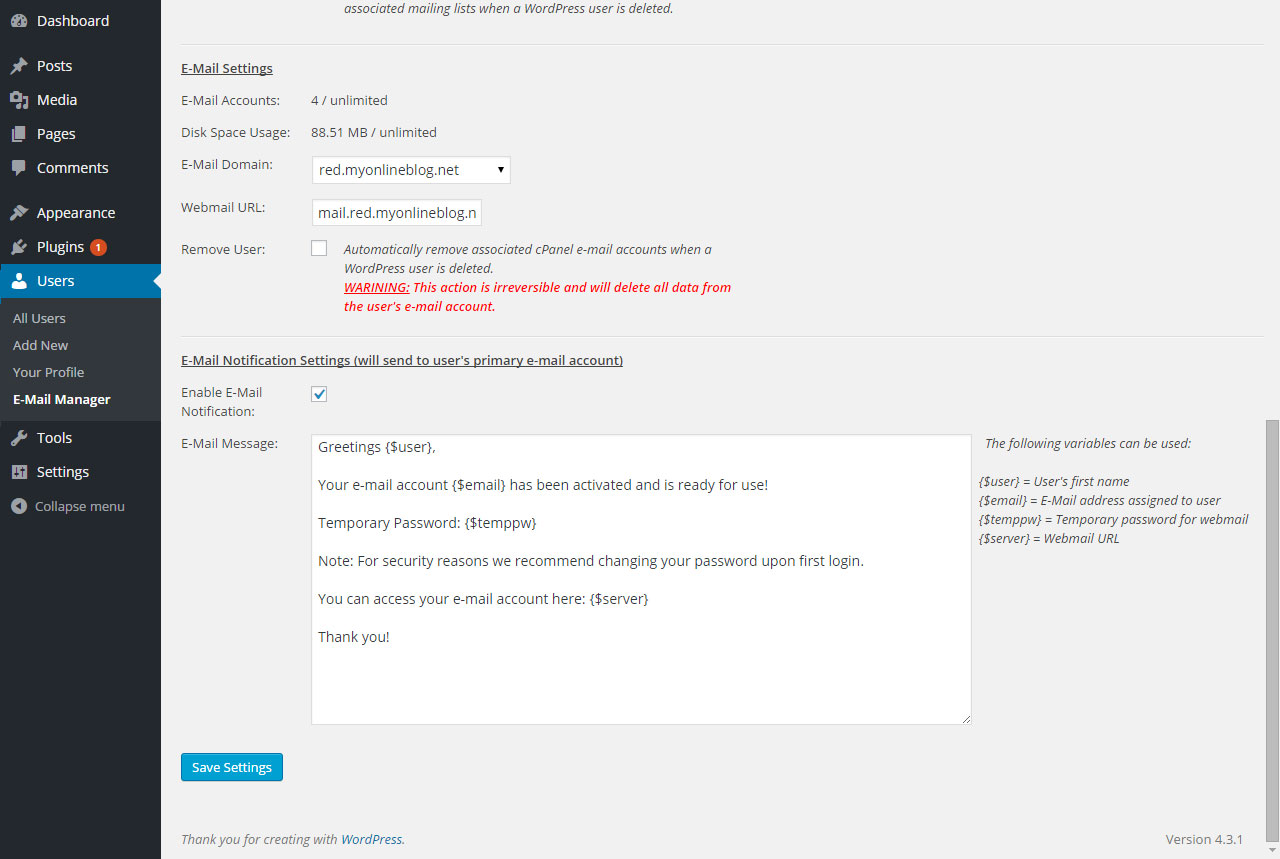 Dashboard
Posts
Media
Pages
Comments
Appearance
Plugins 1
Users
All Users
Add New
Your Profile
E-Mail Manager
Tools
Settings
Collapse menu
associated mailing lists when a WordPress user is deleted.
E-Mail Settings
E-Mail Accounts: 4 / unlimited
Disk Space Usage: 88.51 MB / unlimited
E-Mail Domain: red.myonlineblog.net
Webmail URL: mail.red.myonlineblog.n
Remove User: Automatically remove associated cPanel e-mail accounts when a
WordPress user is deleted.
WARINING: This action is irreversible and will delete all data from
the user's e-mail account.
E-Mail Notification Settings (will send to user's primary e-mail account)
Enable E-Mail
Notification:
E-Mail Message:
Greetings {$user},
Your e-mail account {$email} has been activated and is ready for use!
Temporary Password: {$temppw}
Note: For security reasons we recommend changing your password upon first login.
You can access your e-mail account here: {$server}
Thank you!
The following variables can be used:
{$user} = User's first name
{$email} = E-Mail address assigned to user
{$temppw} = Temporary password for webmail
{$server} = Webmail URL
Save Settings
Thank you for creating with WordPress.
Version 4.3.1